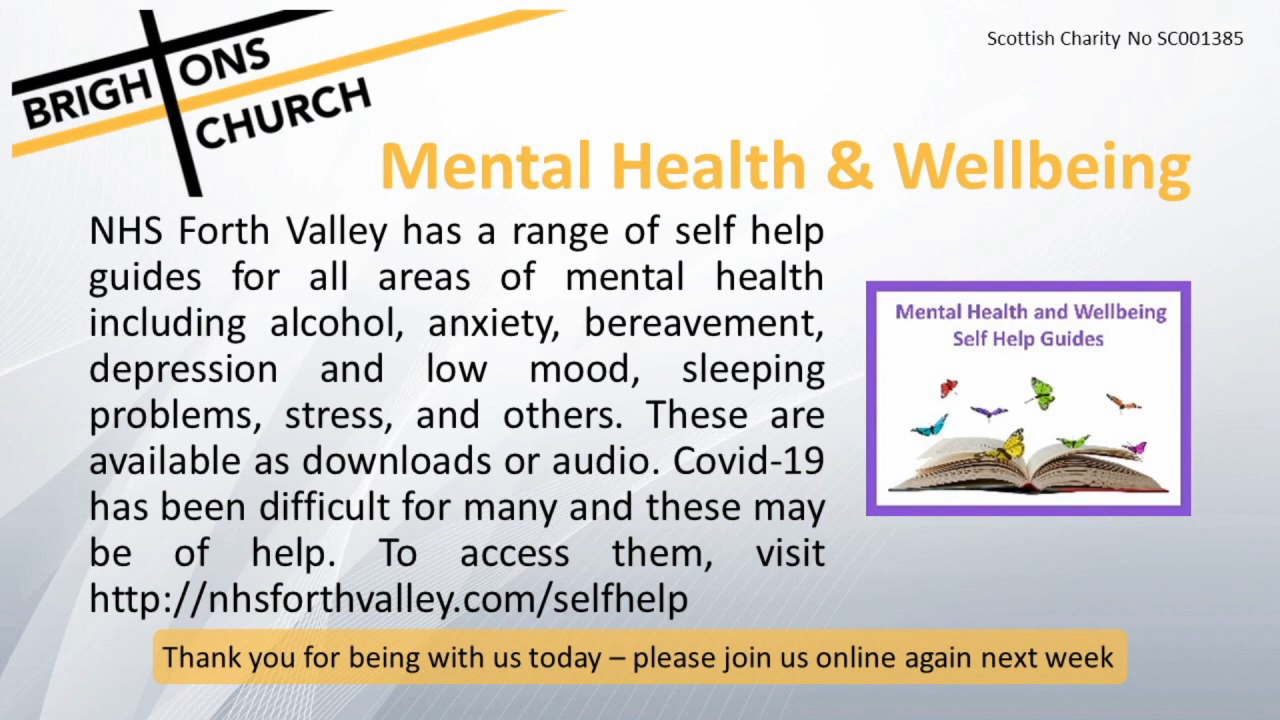 BRIGHTONS
CHURCH
Scottish Charity No SC001385
Mental Health & Wellbeing
NHS Forth Valley has a range of self help
guides for all areas of mental health
including alcohol, anxiety, bereavement,
depression and low mood, sleeping
problems, stress, and others. These are
available as downloads or audio. Covid-19
has been difficult for many and these may
be of help. To access them, visit
http://nhsforthvalley.com/selfhelp
Mental Health and Wellbeing
Self Help Guides
Thank you for being with us today – please join us online again next week